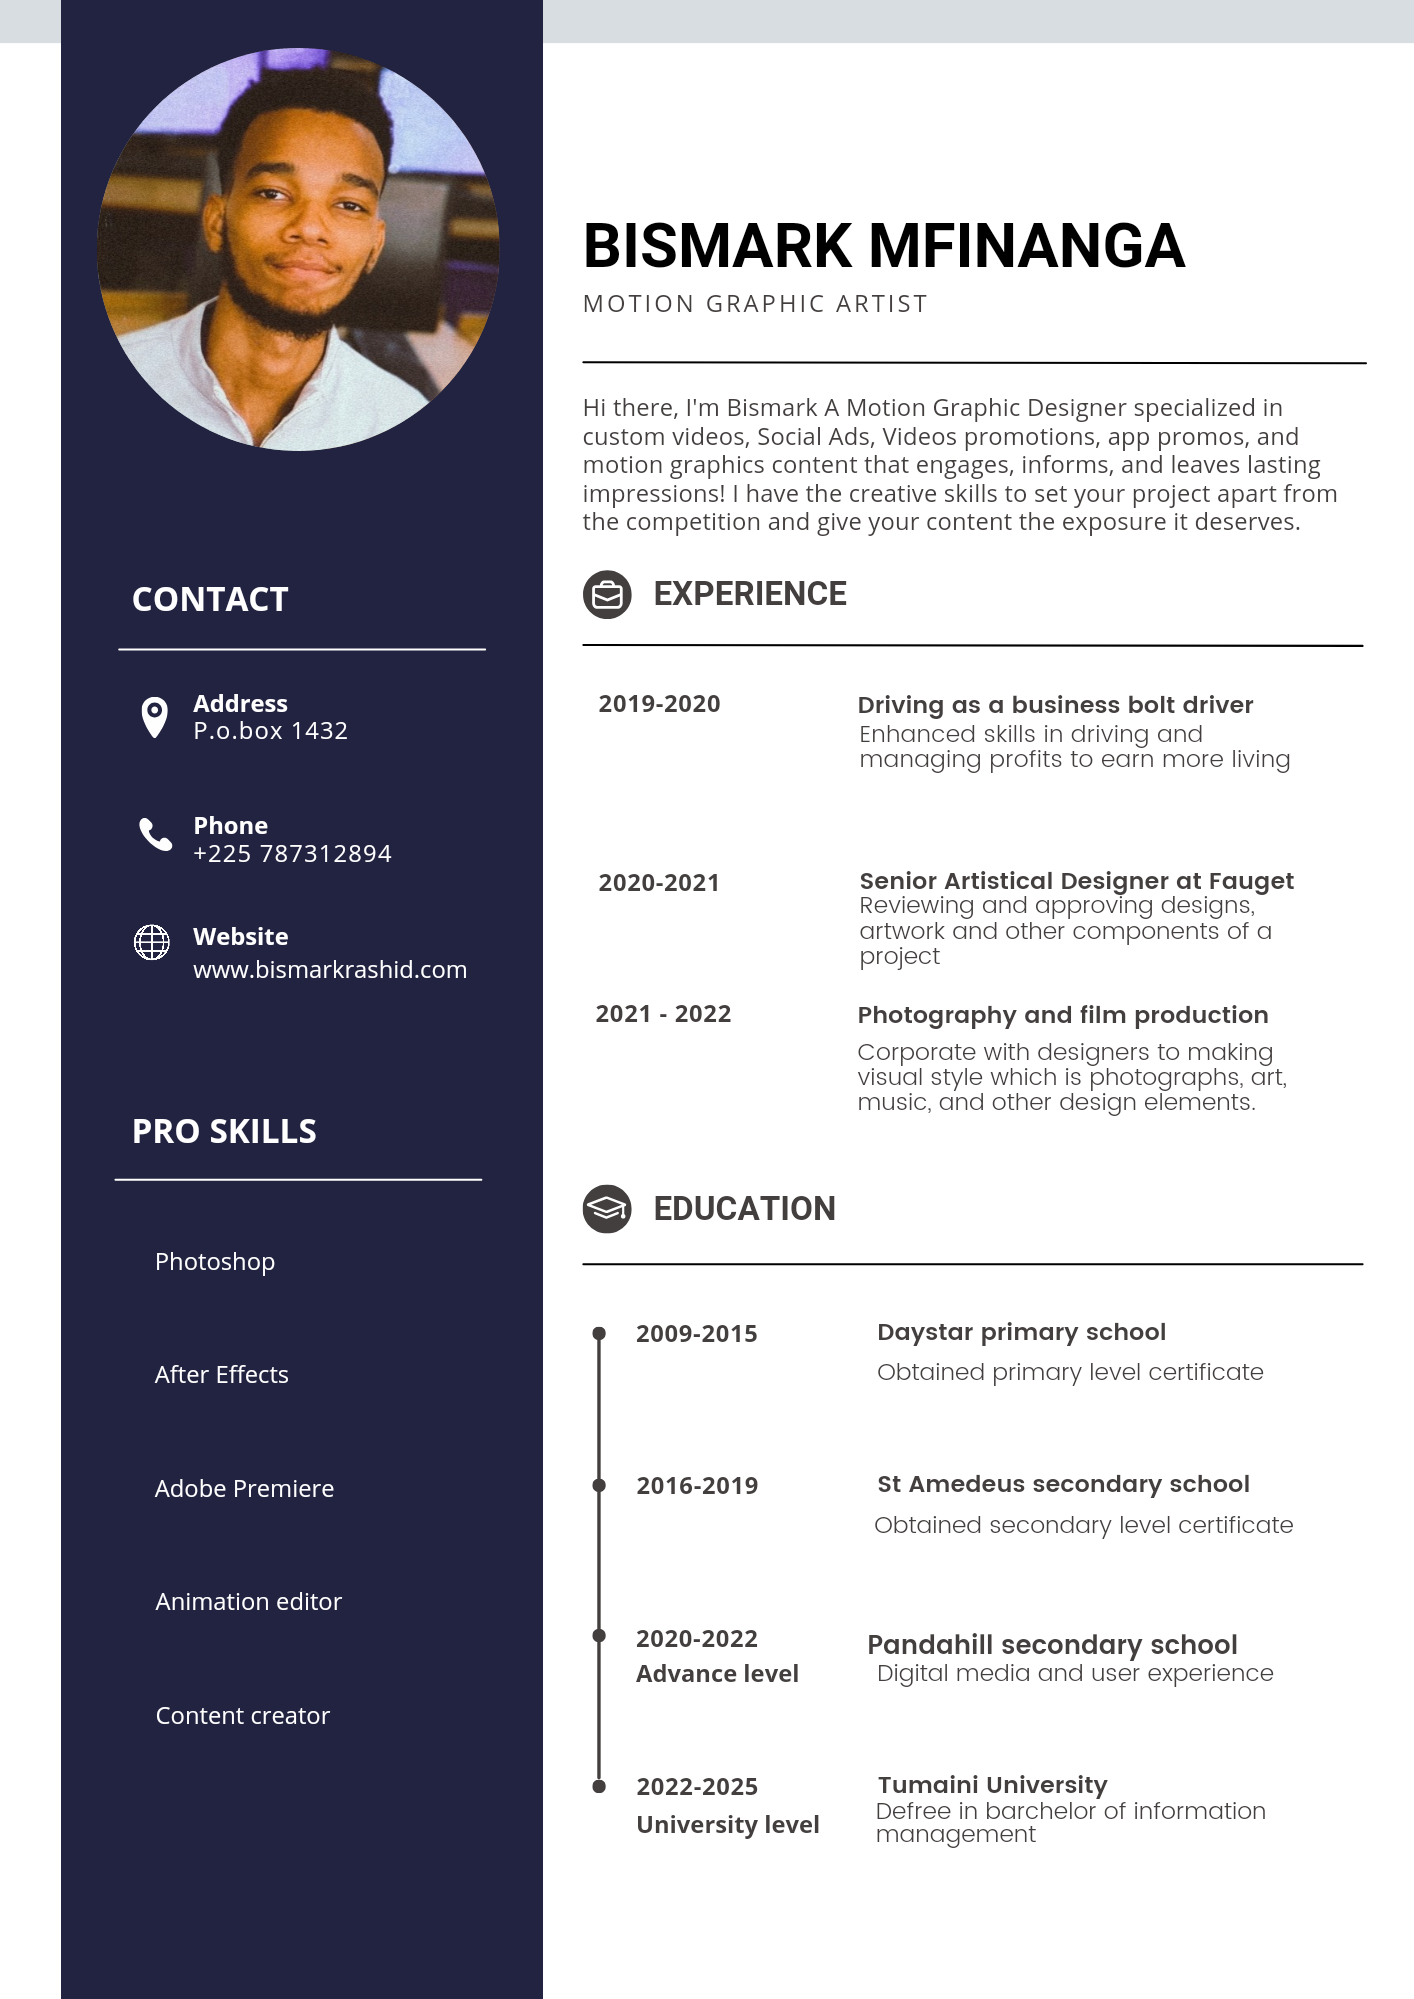 BISMARK MFINANGA
MOTION GRAPHIC ARTIST
Hi there, I'm Bismark A Motion Graphic Designer specialized in
custom videos, Social Ads, Videos promotions, app promos, and
motion graphics content that engages, informs, and leaves lasting
impressions! I have the creative skills to set your project apart from
the competition and give your content the exposure it deserves.
CONTACT
Address
P.o.box 1432
Phone
+225 787312894
Website
www.bismarkrashid.com
PRO SKILLS
Photoshop
After Effects
Adobe Premiere
Animation editor
Content creator
EXPERIENCE
2019-2020
Driving as a business bolt driver
Enhanced skills in driving and
managing profits to earn more living
2020-2021
Senior Artistical Designer at Fauget
Reviewing and approving designs,
artwork and other components of a
project
2021 - 2022
Photography and film production
Corporate with designers to making
visual style which is photographs, art,
music, and other design elements.
EDUCATION
2009-2015
Daystar primary school
Obtained primary level certificate
2016-2019
St Amedeus secondary school
Obtained secondary level certificate
2020-2022
Advance level
Pandahill secondary school
Digital media and user experience
2022-2025
University level
Tumaini University
Defree in barchelor of information
management